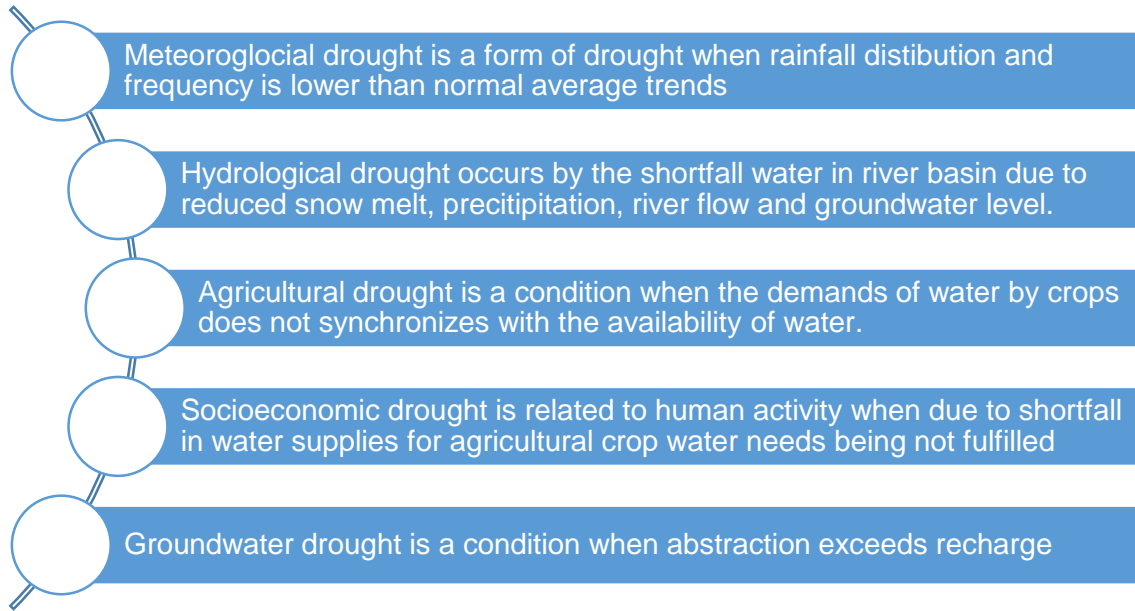 Meteoroglocial drought is a form of drought when rainfall distibution and
frequency is lower than normal average trends
Hydrological drought occurs by the shortfall water in river basin due to
reduced snow melt, precitipitation, river flow and groundwater level.
Agricultural drought is a condition when the demands of water by crops
does not synchronizes with the availability of water.
Socioeconomic drought is related to human activity when due to shortfall
in water supplies for agricultural crop water needs being not fulfilled
Groundwater drought is a condition when abstraction exceeds recharge